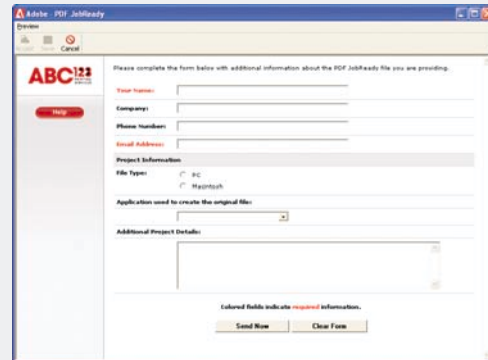 Adobe - PDF JobReady
Preview
Accept Save Cancel
ABC123
Please complete the form below with additional information about the PDF JobReady file you are providing.
Your Name:
Help
Company:
Phone Number:
Email Address:
Project Information
File Type:
PC
Macintosh
Application used to create the original file:
Additional Project Details:
Colored fields indicate required information.
Send Now Clear Form